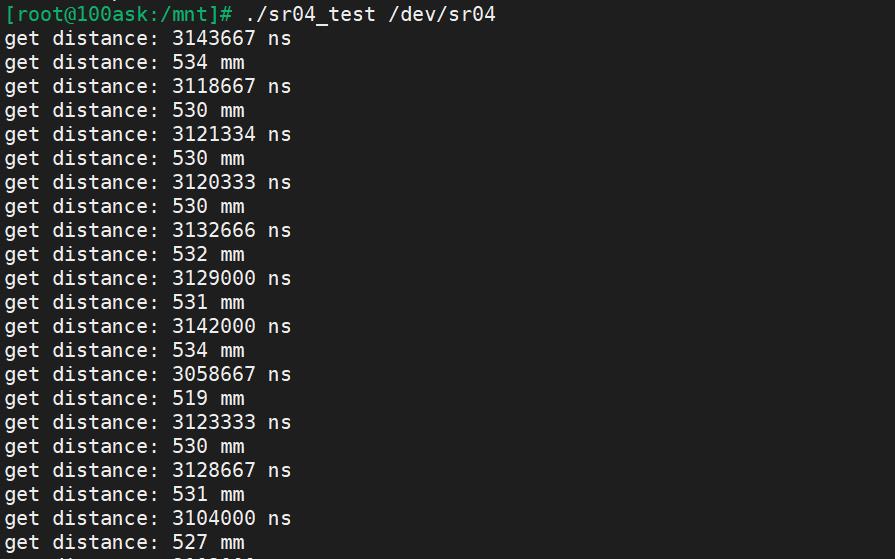 [root@100ask:/mnt]# ./sr04_test /dev/sr04
get distance: 3143667 ns
get distance: 534 mm
get distance: 3118667 ns
get distance: 530 mm
get distance: 3121334 ns
get distance: 530 mm
get distance: 3120333 ns
get distance: 530 mm
get distance: 3132666 ns
get distance: 532 mm
get distance: 3129000 ns
get distance: 531 mm
get distance: 3142000 ns
get distance: 534 mm
get distance: 3058667 ns
get distance: 519 mm
get distance: 3123333 ns
get distance: 530 mm
get distance: 3128667 ns
get distance: 531 mm
get distance: 3104000 ns
get distance: 527 mm